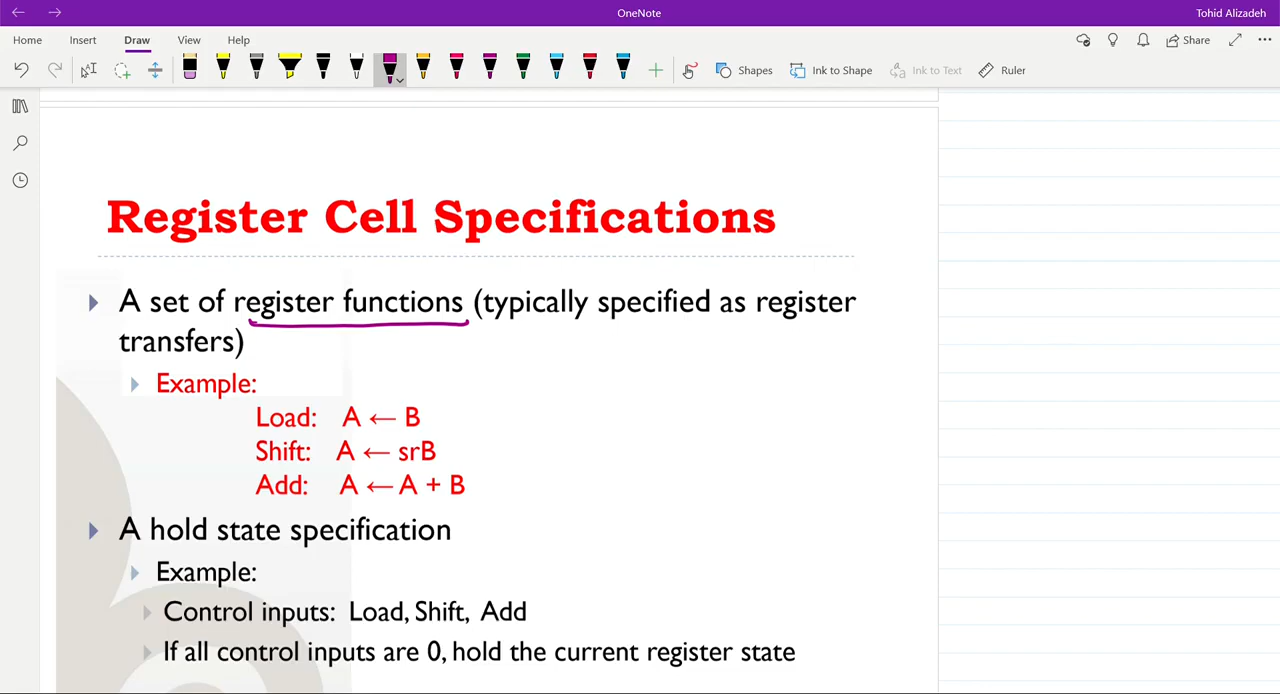 OneNote
Tohid Alizadeh
Home Insert Draw View Help
Share
Shapes Ink to Shape Ink to Text Ruler
Register Cell Specifications
A set of register functions (typically specified as register
transfers)
Example:
Load: A ← B
Shift: A ← srB
Add: A ← A + B
A hold state specification
Example:
Control inputs: Load, Shift, Add
If all control inputs are 0, hold the current register state